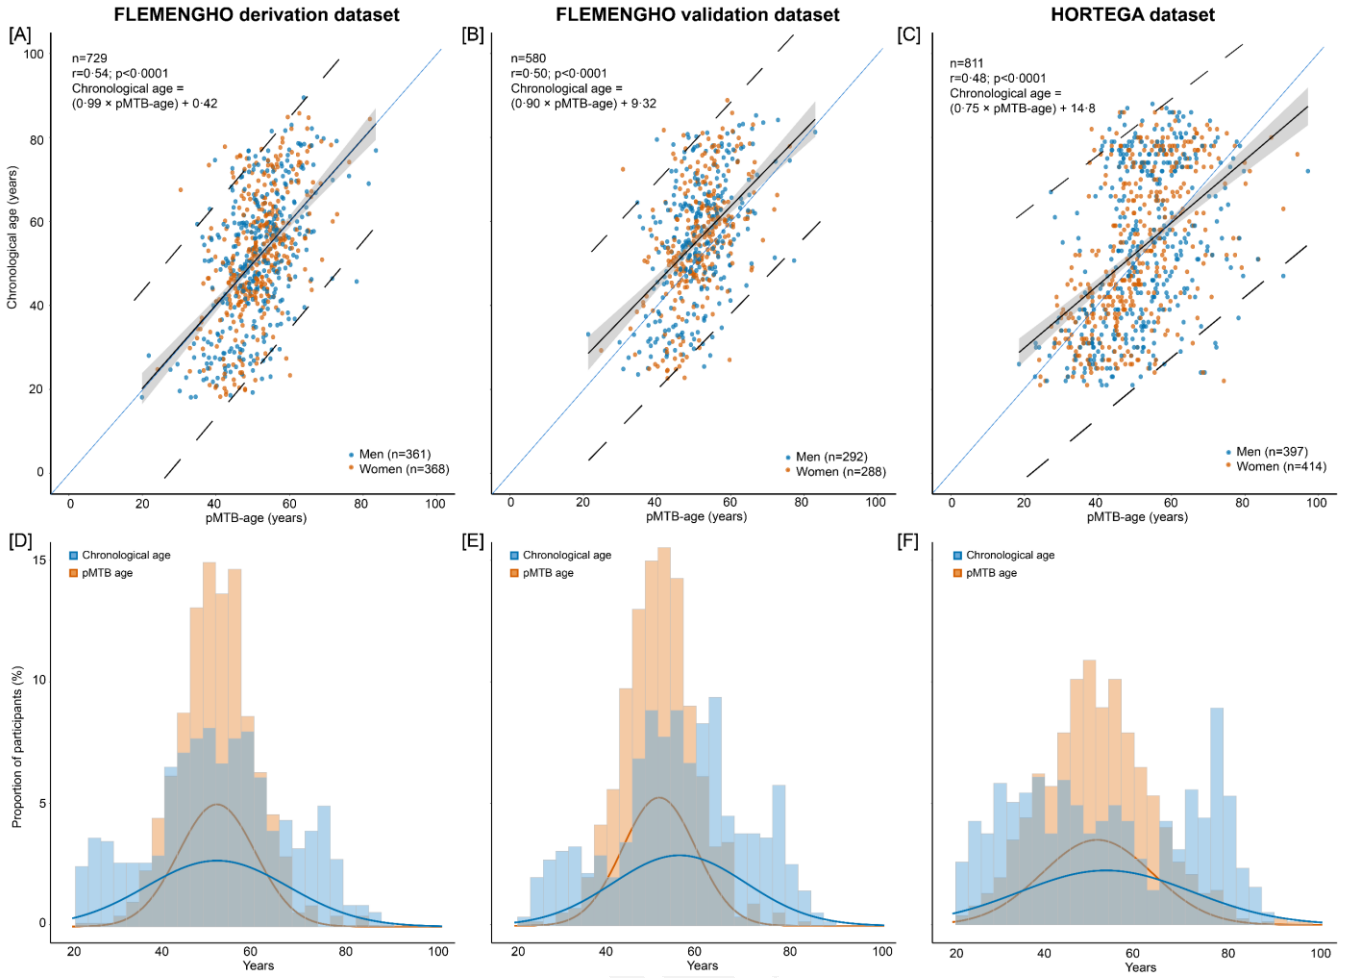 FLEMENGHO derivation dataset
FLEMENGHO validation dataset
HORTEGA dataset
[A]
n=729
r=0·54; p<0·0001
Chronological age =
(0·99 × pMTB-age) + 0·42
100
80
60
40
20
0
Chronological age (years)
Men (n=361)
Women (n=368)
0 20 40 60 80 100
pMTB-age (years)
[B]
n=580
r=0·50; p<0·0001
Chronological age =
(0·90 × pMTB-age) + 9·32
Men (n=292)
Women (n=288)
0 20 40 60 80 100
pMTB-age (years)
[C]
n=811
r=0·48; p<0·0001
Chronological age =
(0·75 × pMTB-age) + 14·8
Men (n=397)
Women (n=414)
0 20 40 60 80 100
pMTB-age (years)
[D]
Chronological age
pMTB age
15
10
5
0
Proportion of participants (%)
20 40 60 80 100
Years
[E]
Chronological age
pMTB age
20 40 60 80 100
Years
[F]
Chronological age
pMTB age
20 40 60 80 100
Years